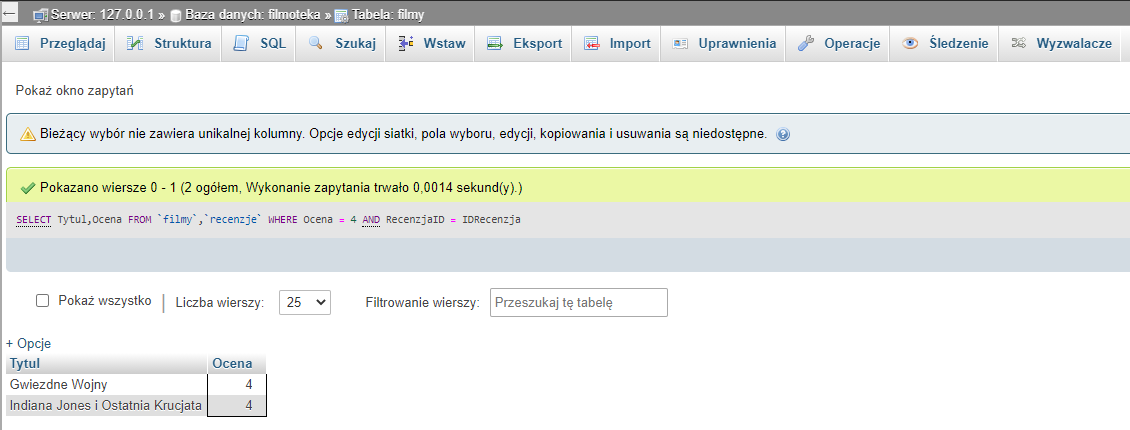 Serwer: 127.0.0.1 » Baza danych: filmoteka » Tabela: filmy
Przeglądaj Struktura SQL Szukaj Wstaw Eksport Import Uprawnienia Operacje Śledzenie Wyzwalacze
Pokaż okno zapytań
Bieżący wybór nie zawiera unikalnej kolumny. Opcje edycji siatki, pola wyboru, edycji, kopiowania i usuwania są niedostępne.
Pokazano wiersze 0 - 1 (2 ogółem, Wykonanie zapytania trwało 0,0014 sekund(y).)
SELECT Tytul,Ocena FROM `filmy`,`recenzje` WHERE Ocena = 4 AND RecenzjaID = IDRecenzja
Pokaż wszystko | Liczba wierszy: 25 Filtrowanie wierszy: Przeszukaj tę tabelę
+ Opcje
Tytul Ocena
Gwiezdne Wojny 4
Indiana Jones i Ostatnia Krucjata 4